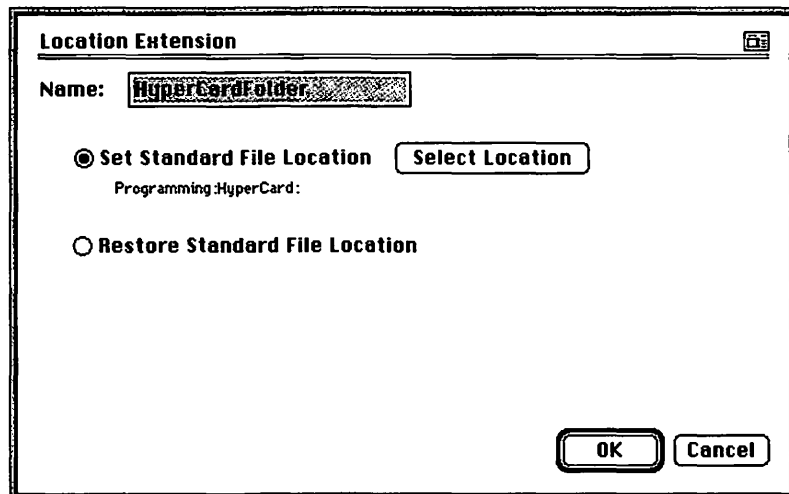 Location Extension
Name: HyperCardFolder
Set Standard File Location Select Location
Programming:HyperCard:
Restore Standard File Location
OK Cancel